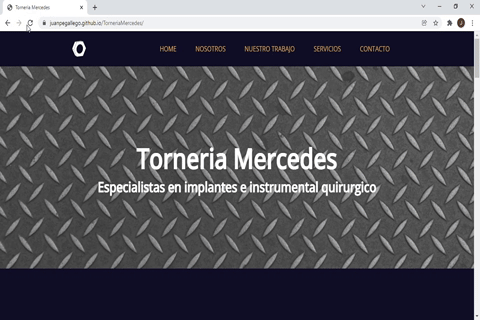 Torneria Mercedes
juanpegallego.github.io/TorneriaMercedes/
HOME NOSOTROS NUESTRO TRABAJO SERVICIOS CONTACTO
Torneria Mercedes
Especialistas en implantes e instrumental quirurgico